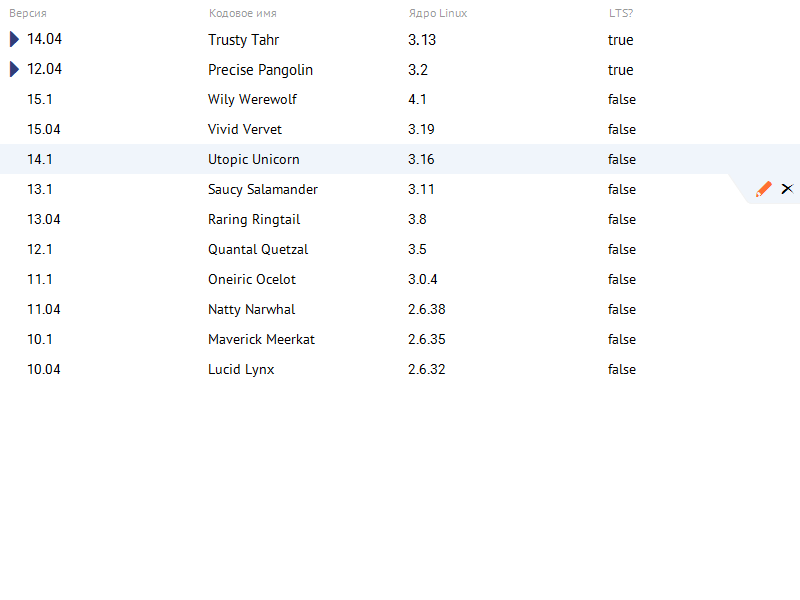 Версия Кодовое имя Ядро Linux LTS?
14.04 Trusty Tahr 3.13 true
12.04 Precise Pangolin 3.2 true
15.1 Wily Werewolf 4.1 false
15.04 Vivid Vervet 3.19 false
14.1 Utopic Unicorn 3.16 false
13.1 Saucy Salamander 3.11 false
13.04 Raring Ringtail 3.8 false
12.1 Quantal Quetzal 3.5 false
11.1 Oneiric Ocelot 3.0.4 false
11.04 Natty Narwhal 2.6.38 false
10.1 Maverick Meerkat 2.6.35 false
10.04 Lucid Lynx 2.6.32 false